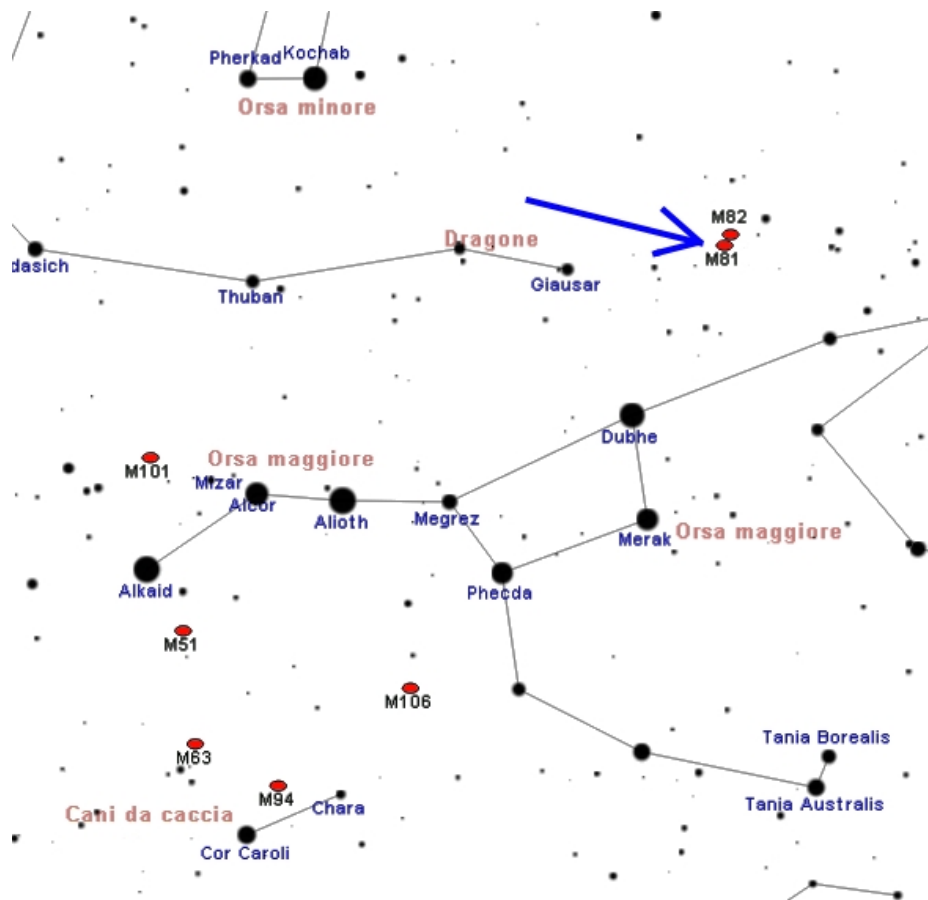 Pherkad
Kochab
Orsa minore
M82
Dragone
M81
dasich
Giausar
Thuban
Dubhe
Orsa maggiore
M101
Mizar
Alcor
Alioth
Megrez
Merak
Orsa maggiore
Alkaid
Phecda
M51
M106
Tania Borealis
M63
M94
Chara
Tania Australis
Cani da caccia
Cor Caroli